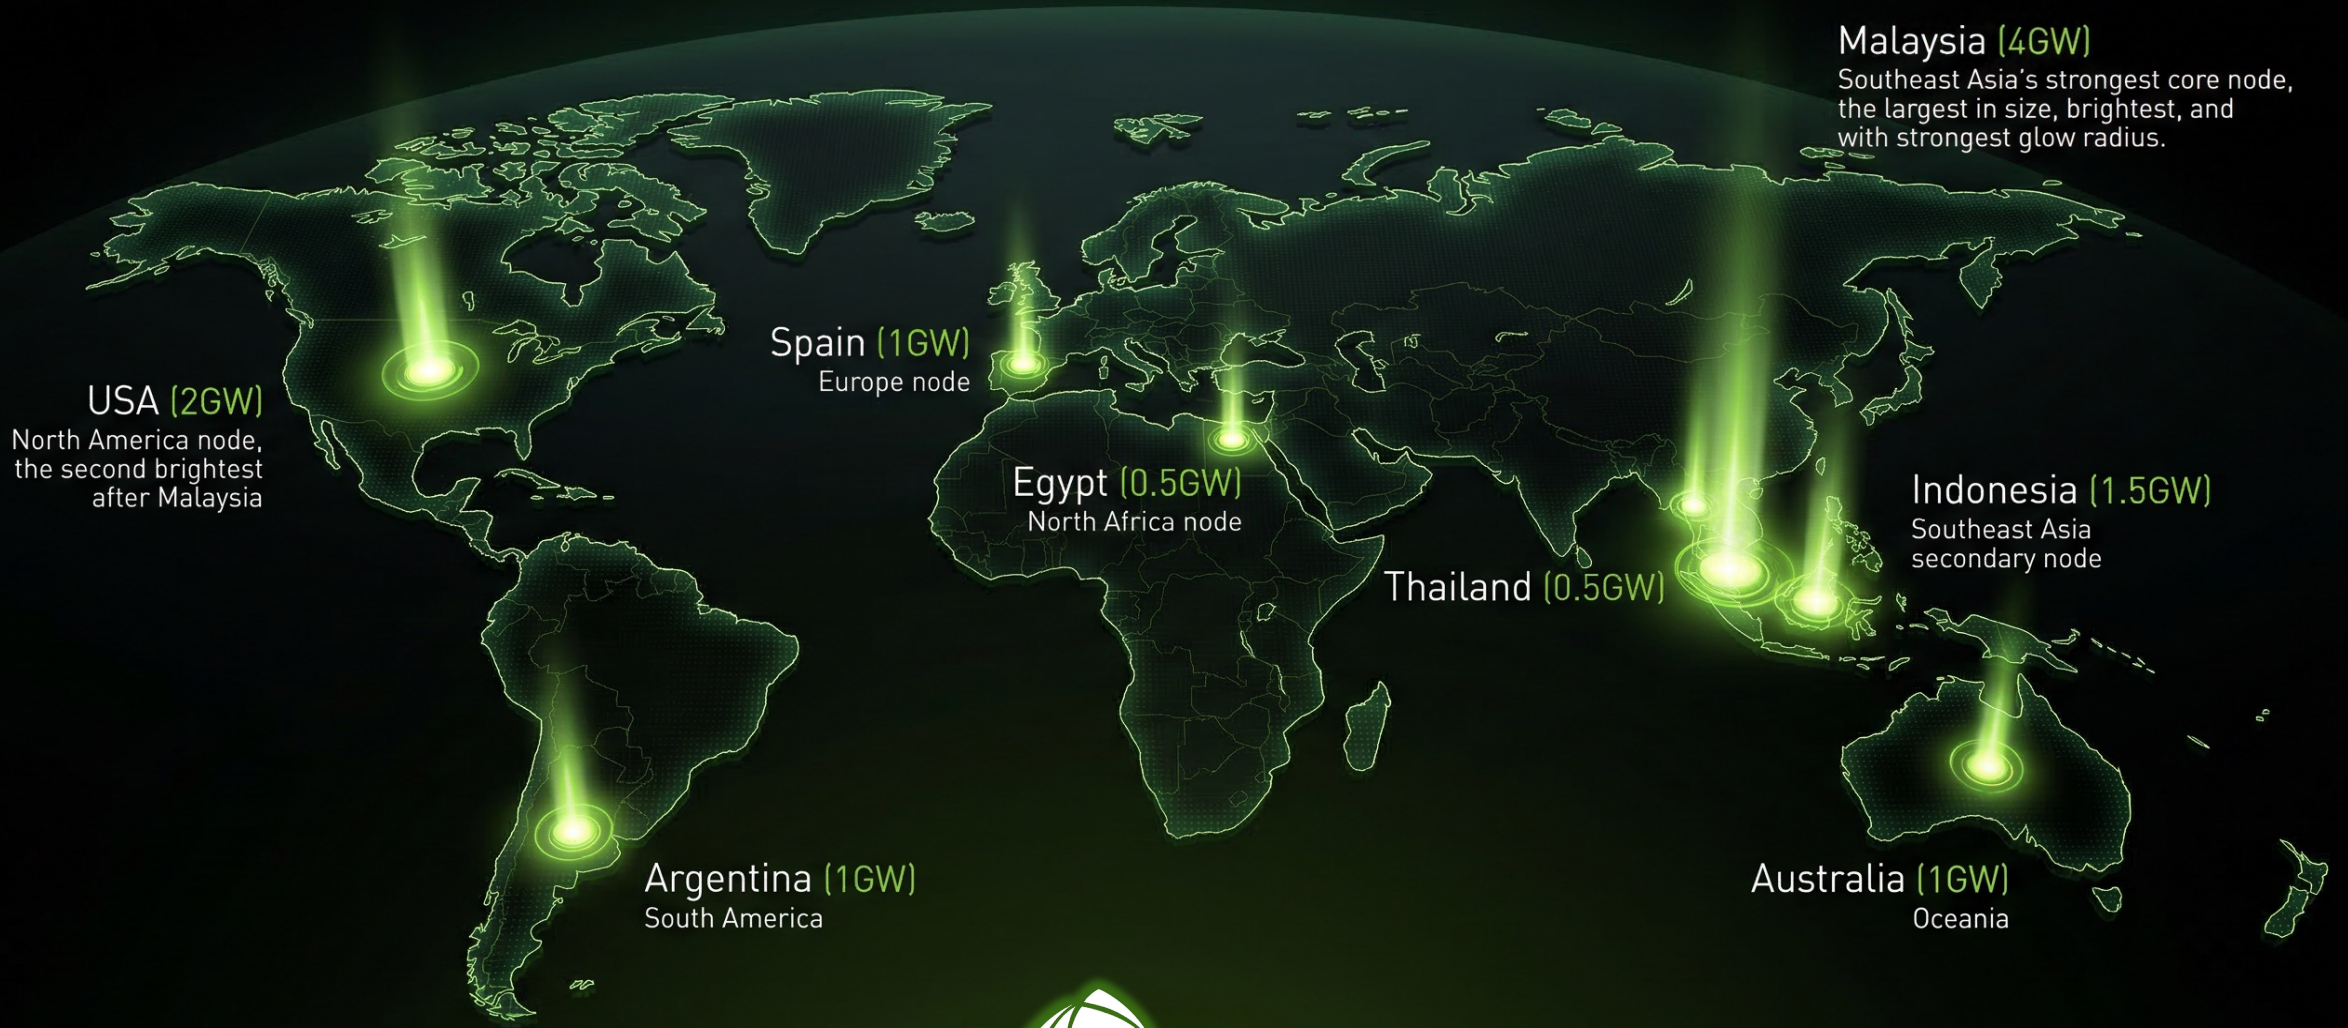 Malaysia (4GW)
Southeast Asia's strongest core node,
the largest in size, brightest, and
with strongest glow radius.
Spain (1GW)
Europe node
USA (2GW)
North America node,
the second brightest
after Malaysia
Egypt (0.5GW)
North Africa node
Indonesia (1.5GW)
Southeast Asia
secondary node
Thailand (0.5GW)
Argentina (1GW)
South America
Australia (1GW)
Oceania